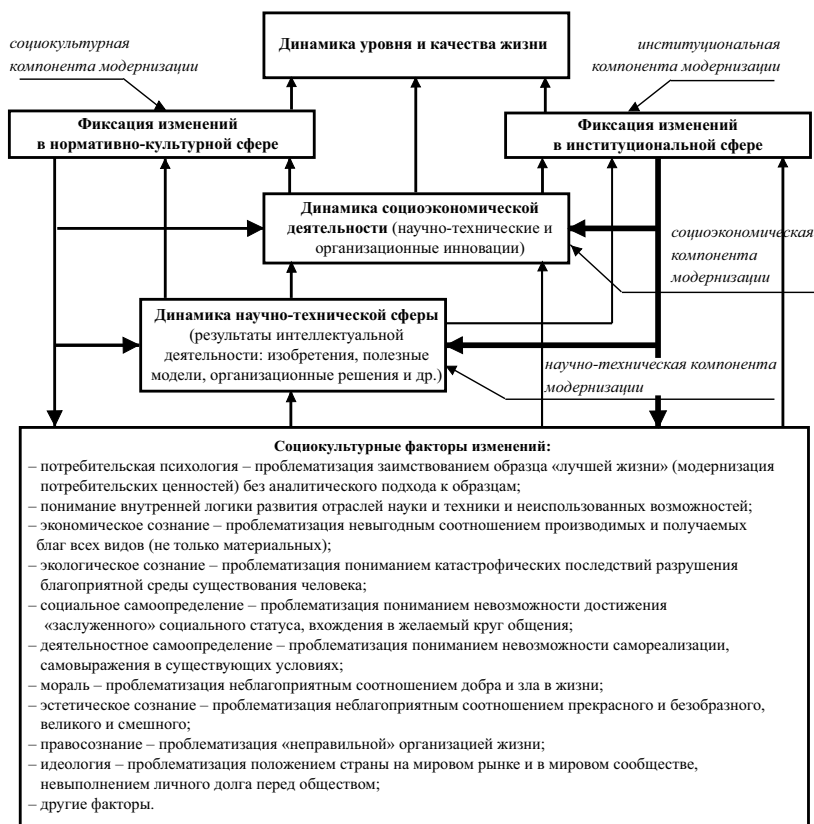 социокультурная
компонента модернизации
Динамика уровня и качества жизни
институциональная
компонента модернизации
Фиксация изменений
в нормативно-культурной сфере
Фиксация изменений
в институциональной сфере
Динамика социоэкономической
деятельности (научно-технические и
организационные инновации)
социоэкономическая
компонента
модернизации
Динамика научно-технической сферы
(результаты интеллектуальной
деятельности: изобретения, полезные
модели, организационные решения и др.)
научно-техническая компонента
модернизации
Социокультурные факторы изменений:
– потребительская психология – проблематизация заимствованием образца «лучшей жизни» (модернизация
потребительских ценностей) без аналитического подхода к образцам;
– понимание внутренней логики развития отраслей науки и техники и неиспользованных возможностей;
– экономическое сознание – проблематизация невыгодным соотношением производимых и получаемых
благ всех видов (не только материальных);
– экологическое сознание – проблематизация пониманием катастрофических последствий разрушения
благоприятной среды существования человека;
– социальное самоопределение – проблематизация пониманием невозможности достижения
«заслуженного» социального статуса, вхождения в желаемый круг общения;
– деятельностное самоопределение – проблематизация пониманием невозможности самореализации,
самовыражения в существующих условиях;
– мораль – проблематизация неблагоприятным соотношением добра и зла в жизни;
– эстетическое сознание – проблематизация неблагоприятным соотношением прекрасного и безобразного,
великого и смешного;
– правосознание – проблематизация «неправильной» организацией жизни;
– идеология – проблематизация положением страны на мировом рынке и в мировом сообществе,
невыполнением личного долга перед обществом;
– другие факторы.